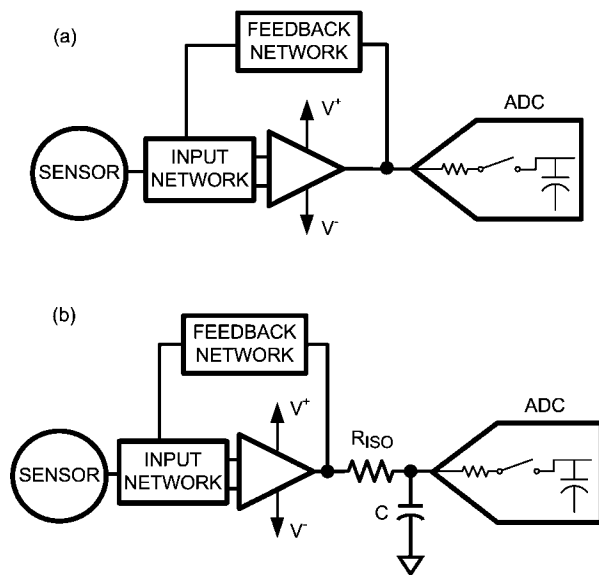 (a)
FEEDBACK
NETWORK
V+
ADC
SENSOR
INPUT
NETWORK
V-
(b)
FEEDBACK
NETWORK
V+
ADC
RISO
SENSOR
INPUT
NETWORK
C
V-